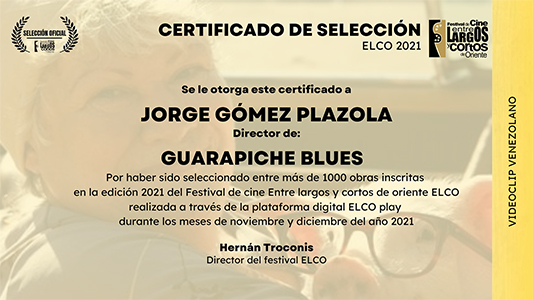 SELECCIÓN OFICIAL
CERTIFICADO DE SELECCIÓN
ELCO 2021
Festival de Cine
entre
LARGOS
y cortos
de Oriente
Se le otorga este certificado a
JORGE GÓMEZ PLAZOLA
Director de:
GUARAPICHE BLUES
Por haber sido seleccionado entre más de 1000 obras inscritas
en la edición 2021 del Festival de cine Entre largos y cortos de oriente ELCO
realizada a través de la plataforma digital ELCO play
durante los meses de noviembre y diciembre del año 2021
Hernán Troconis
Director del festival ELCO
VIDEOCLIP VENEZOLANO